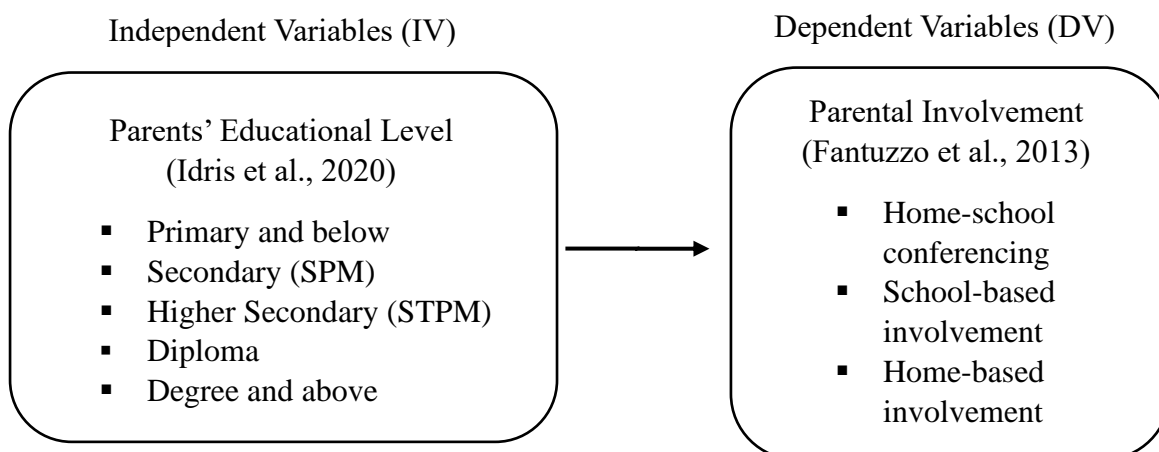 Independent Variables (IV)
Parents’ Educational Level
(Idris et al., 2020)
▪ Primary and below
▪ Secondary (SPM)
▪ Higher Secondary (STPM)
▪ Diploma
▪ Degree and above
Dependent Variables (DV)
Parental Involvement
(Fantuzzo et al., 2013)
▪ Home-school
conferencing
▪ School-based
involvement
▪ Home-based
involvement